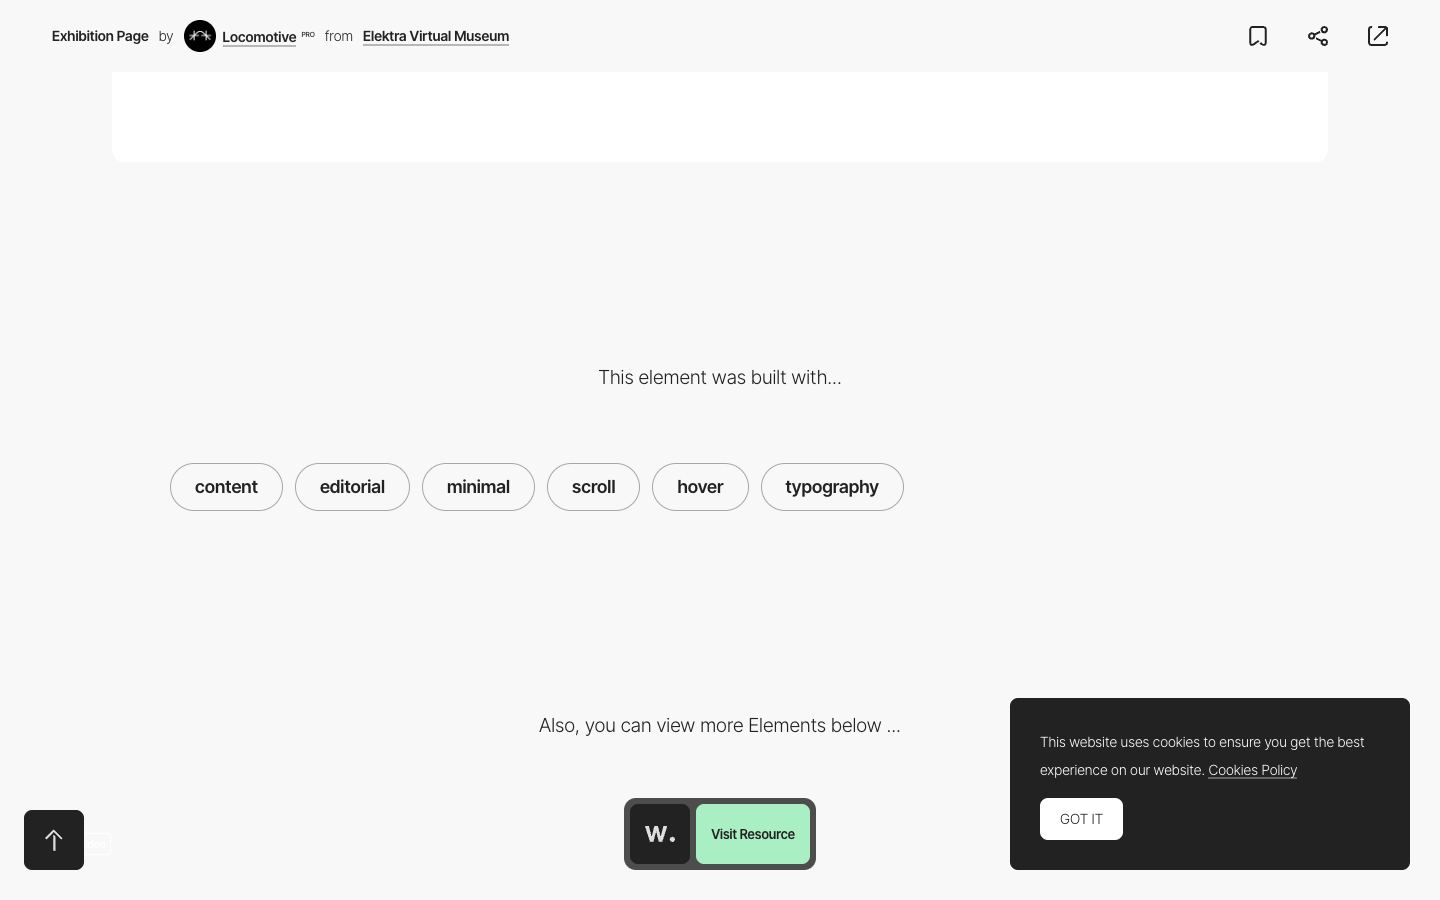 Exhibition Page by Locomotive PRO from Elektra Virtual Museum
This element was built with...
content editorial minimal scroll hover typography
Also, you can view more Elements below ...
This website uses cookies to ensure you get the best
experience on our website. Cookies Policy
GOT IT
W. Visit Resource